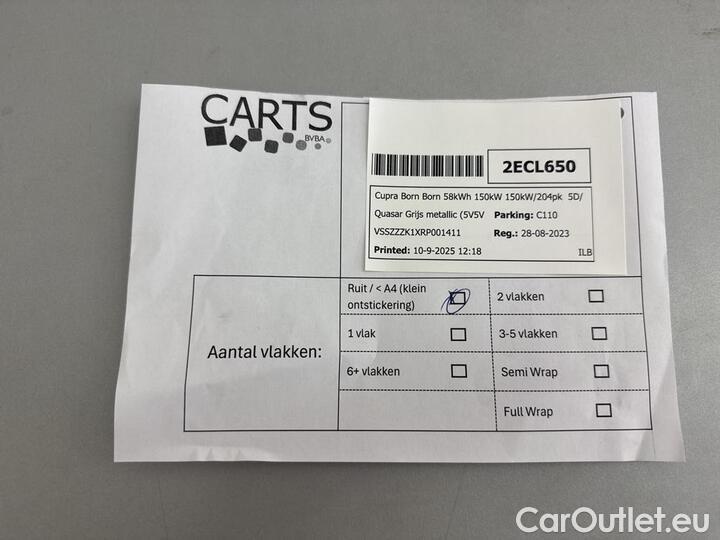 CARTS
BVBA
2ECL650
Cupra Born Born 58kWh 150kW 150kW/204pk 5D/
Quasar Grijs metallic (5V5V Parking: C110
VSSZZZK1XRP001411 Reg.: 28-08-2023
Printed: 10-9-2025 12:18 ILB
Aantal vlakken:
Ruit / < A4 (klein
ontstickering)
2 vlakken
1 vlak
3-5 vlakken
6+ vlakken
Semi Wrap
Full Wrap
CarOutlet.eu